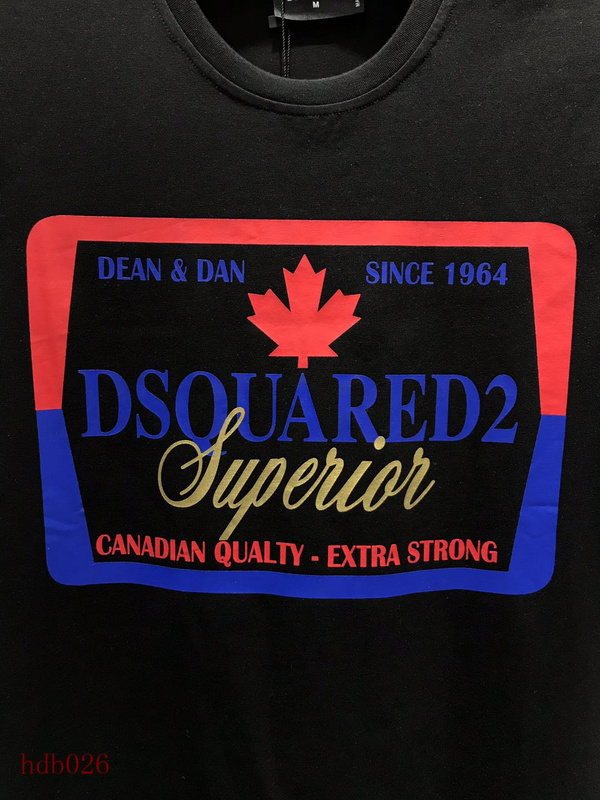 M
DEAN & DAN SINCE 1964
DSQUARED2
Superior
CANADIAN QUALTY - EXTRA STRONG
hdb026